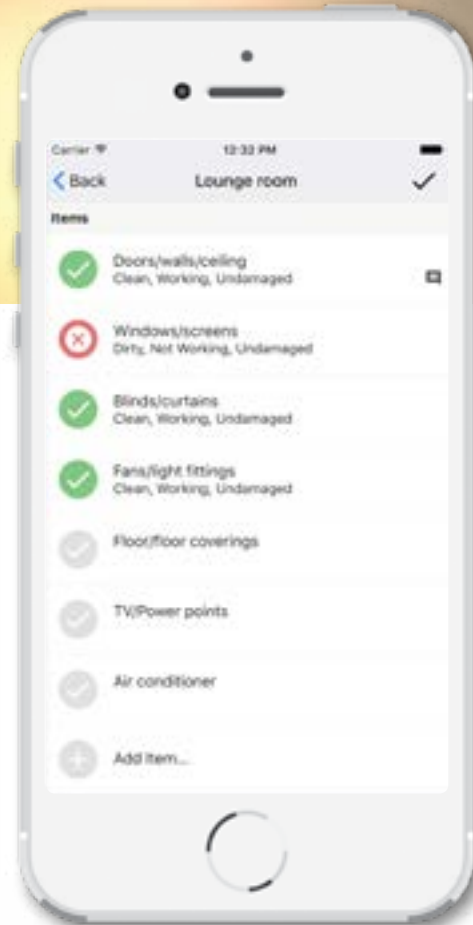 Carrier 12:33 PM
Back Lounge room
Items
Doors/walls/ceiling
Clean, Working, Undamaged
Windows/screens
Dirty, Not Working, Undamaged
Blinds/curtains
Clean, Working, Undamaged
Fans/light fittings
Clean, Working, Undamaged
Floor/floor coverings
TV/Power points
Air conditioner
Add item...